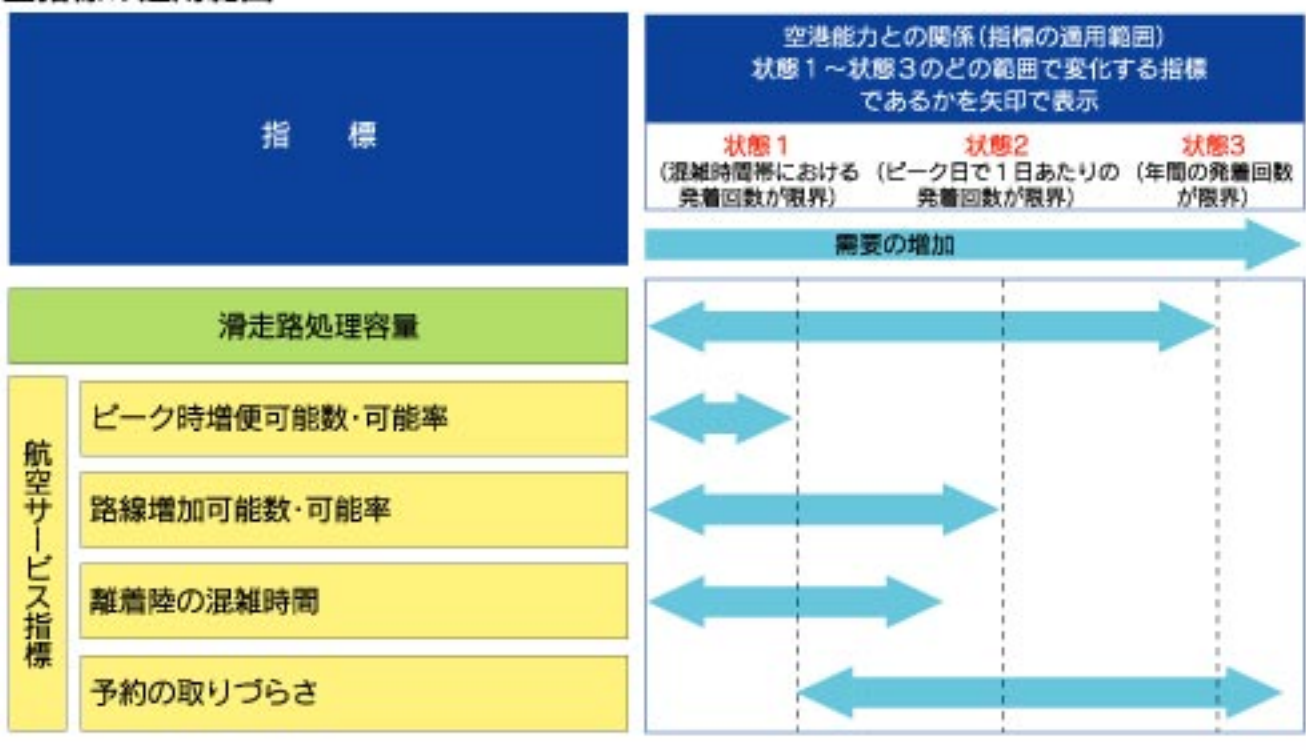 指標
空港能力との関係(指標の適用範囲)
状態1～状態3のどの範囲で変化する指標
であるかを矢印で表示
状態1
(混雑時間帯における
発着回数が限界)
状態2
(ピーク日で1日あたりの
発着回数が限界)
状態3
(年間の発着回数
が限界)
需要の増加
滑走路処理容量
航空サービス指標
ピーク時増便可能数・可能率
路線増加可能数・可能率
離着陸の混雑時間
予約の取りづらさ